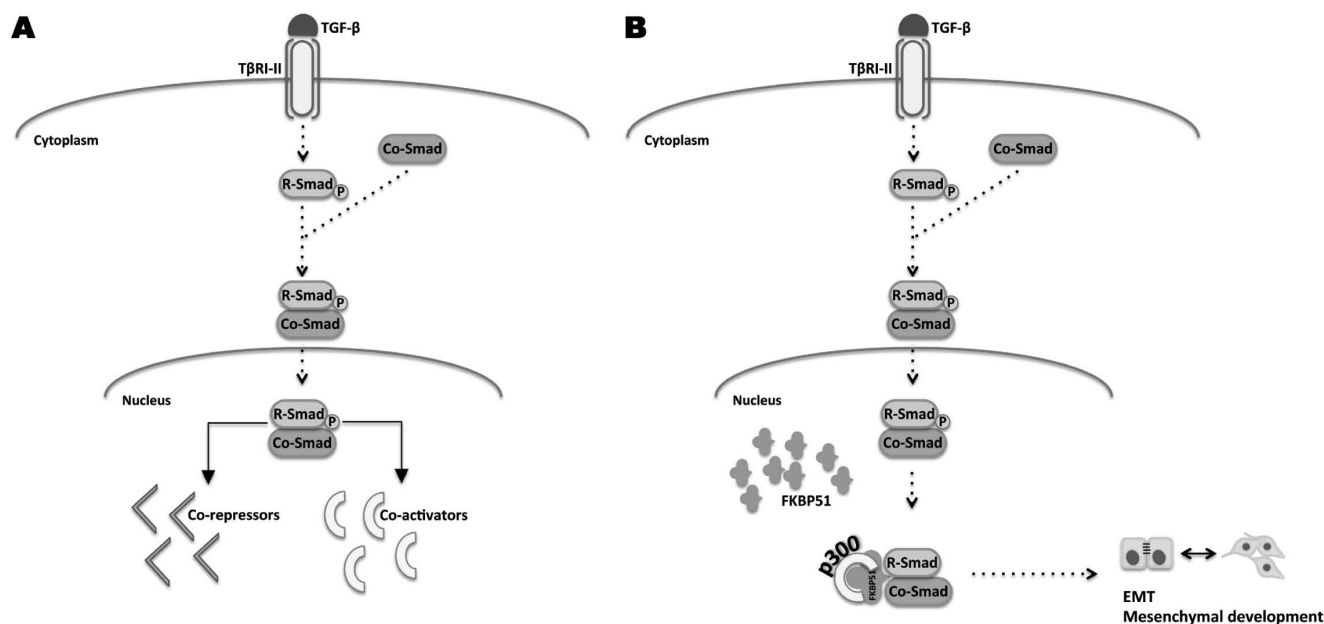 A
TGF-β
TβRI-II
Cytoplasm
Co-Smad
R-Smad
P
R-Smad
P
Co-Smad
Nucleus
R-Smad
P
Co-Smad
Co-repressors
Co-activators
B
TGF-β
TβRI-II
Cytoplasm
Co-Smad
R-Smad
P
R-Smad
P
Co-Smad
Nucleus
R-Smad
P
Co-Smad
FKBP51
p300
FKBP51
R-Smad
Co-Smad
EMT
Mesenchymal development